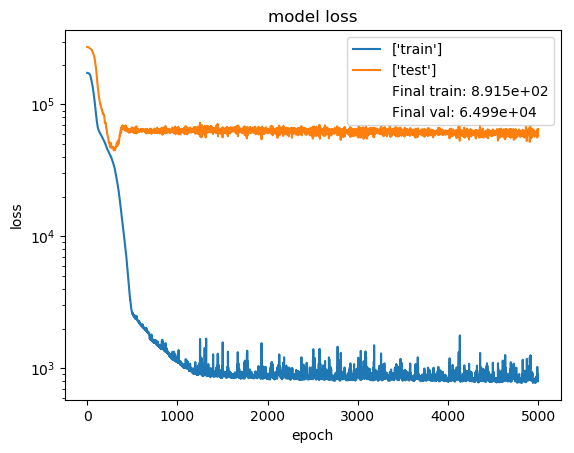 model loss
['train']
['test']
Final train: 8.915e+02
Final val: 6.499e+04
10^5
10^4
10^3
loss
0 1000 2000 3000 4000 5000
epoch